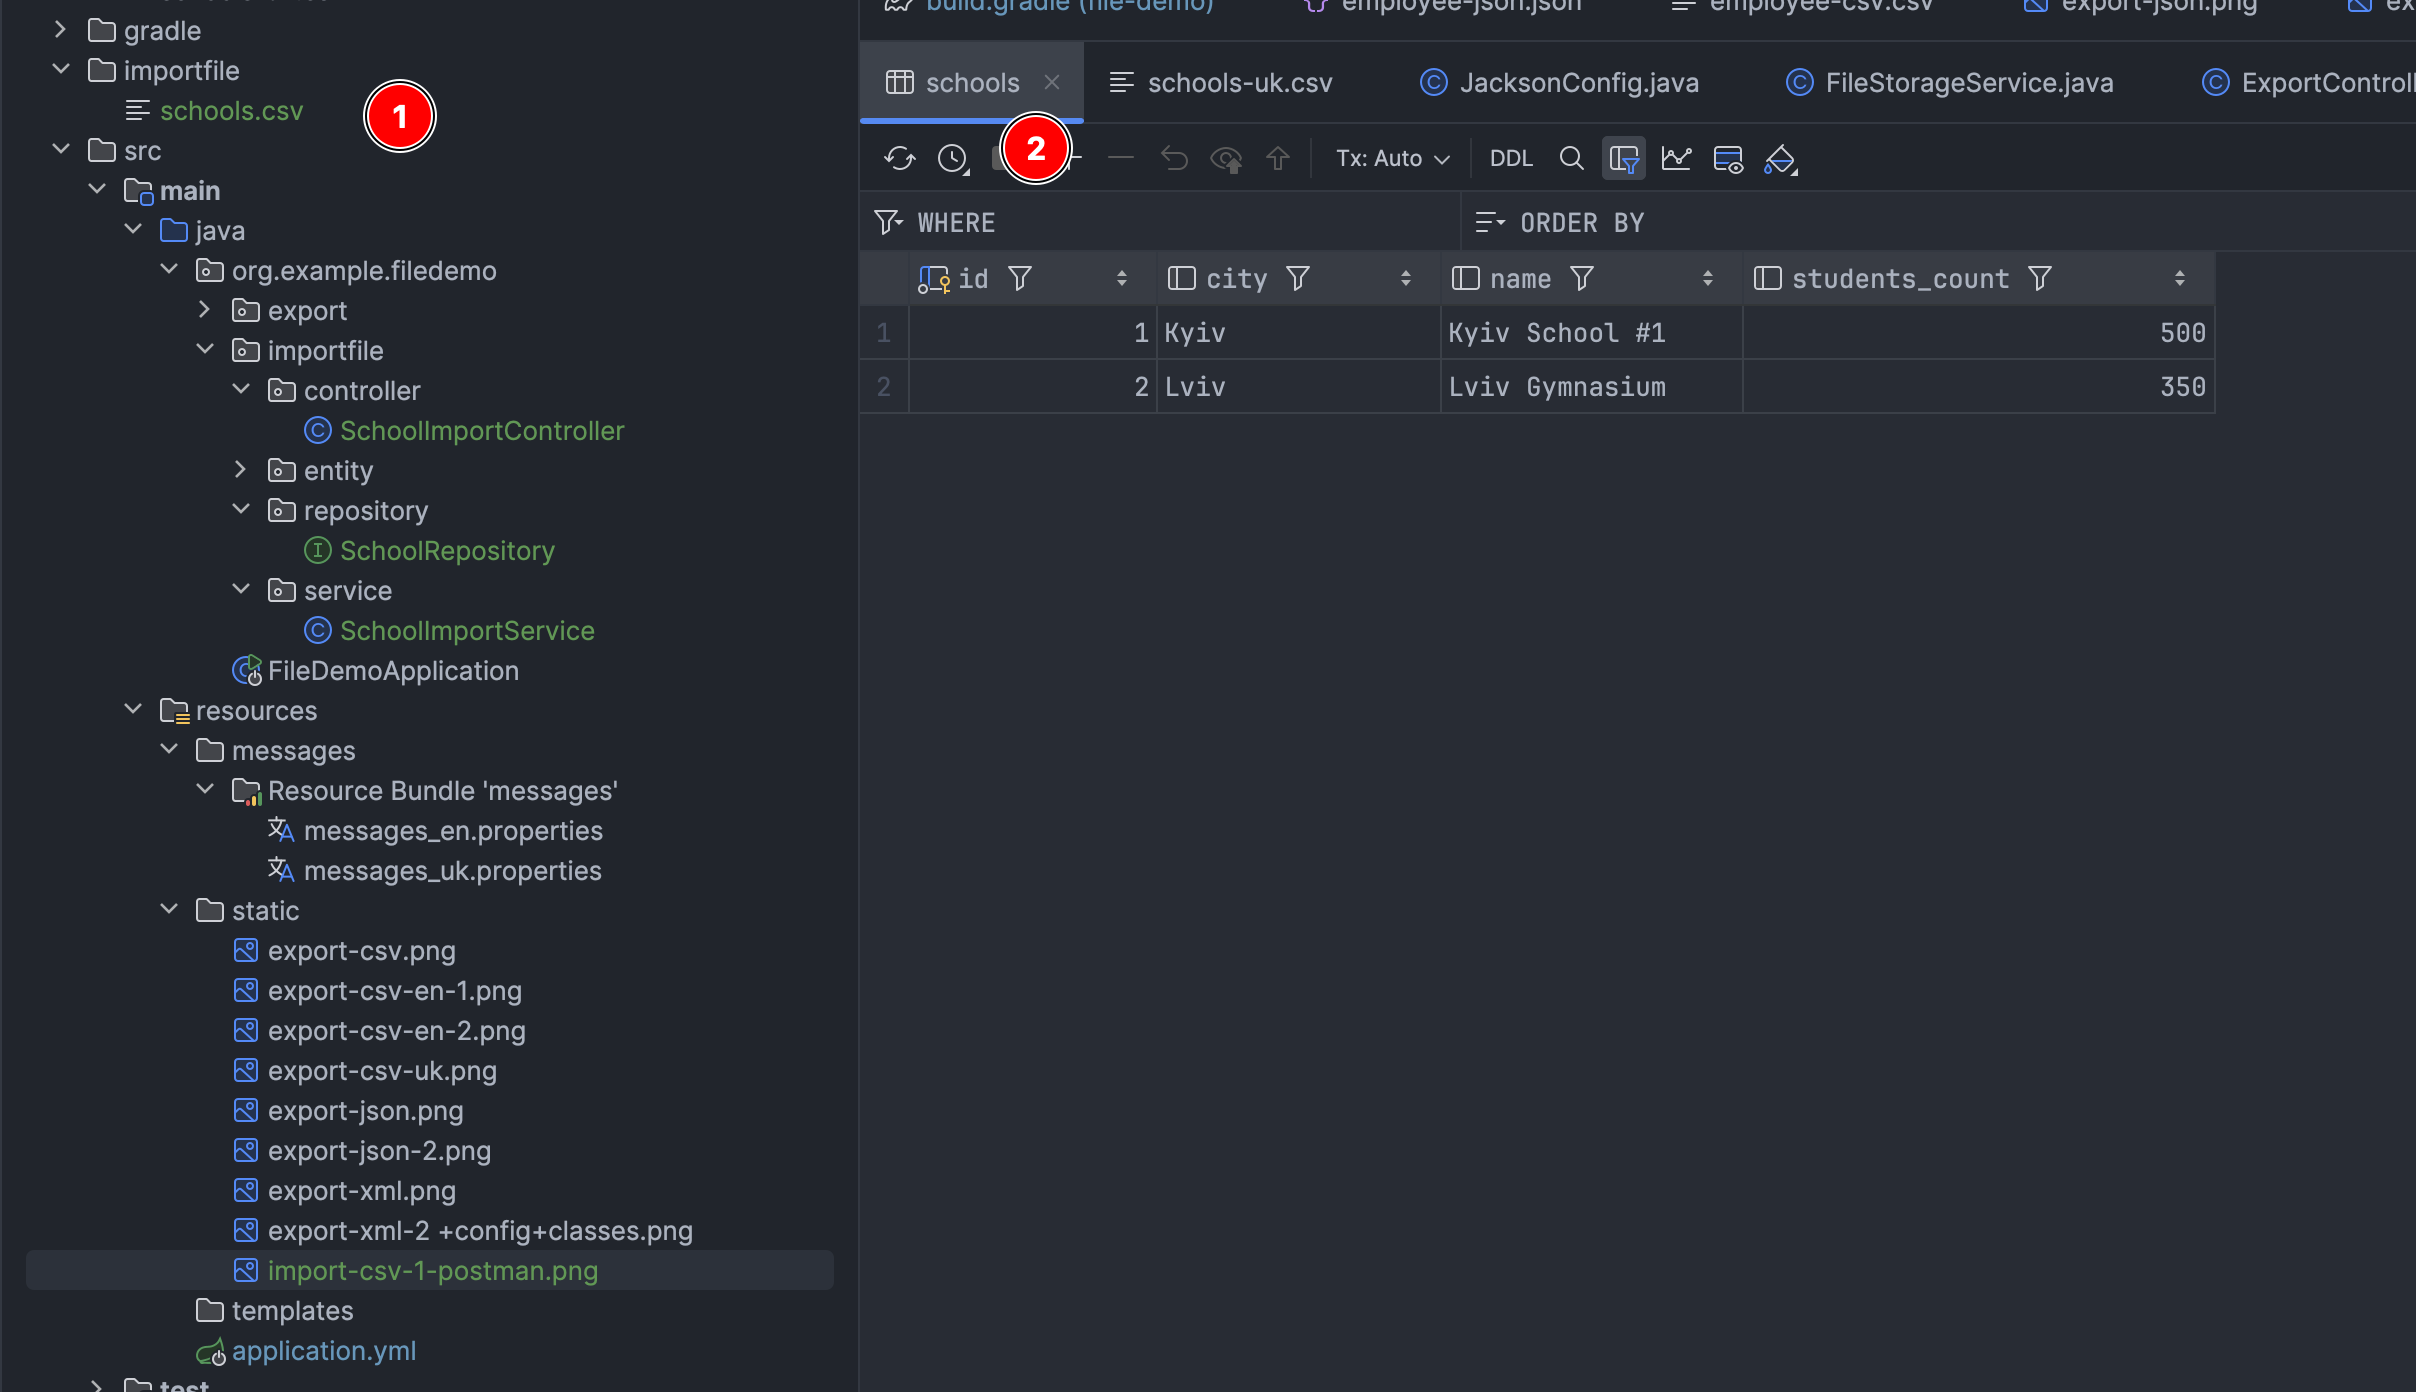 gradle
importfile
schools.csv
1
src
main
java
org.example.filedemo
export
importfile
controller
SchoolImportController
entity
repository
SchoolRepository
service
SchoolImportService
FileDemoApplication
resources
messages
Resource Bundle 'messages'
messages_en.properties
messages_uk.properties
static
export-csv.png
export-csv-en-1.png
export-csv-en-2.png
export-csv-uk.png
export-json.png
export-json-2.png
export-xml.png
export-xml-2 +config+classes.png
import-csv-1-postman.png
templates
application.yml
test
build.gradle (file-demo) employee-json.json employee-csv.csv export-json.png
schools schools-uk.csv JacksonConfig.java FileStorageService.java ExportControll
2
Tx: Auto DDL
WHERE ORDER BY
id city name students_count
1 1 Kyiv Kyiv School #1 500
2 2 Lviv Lviv Gymnasium 350